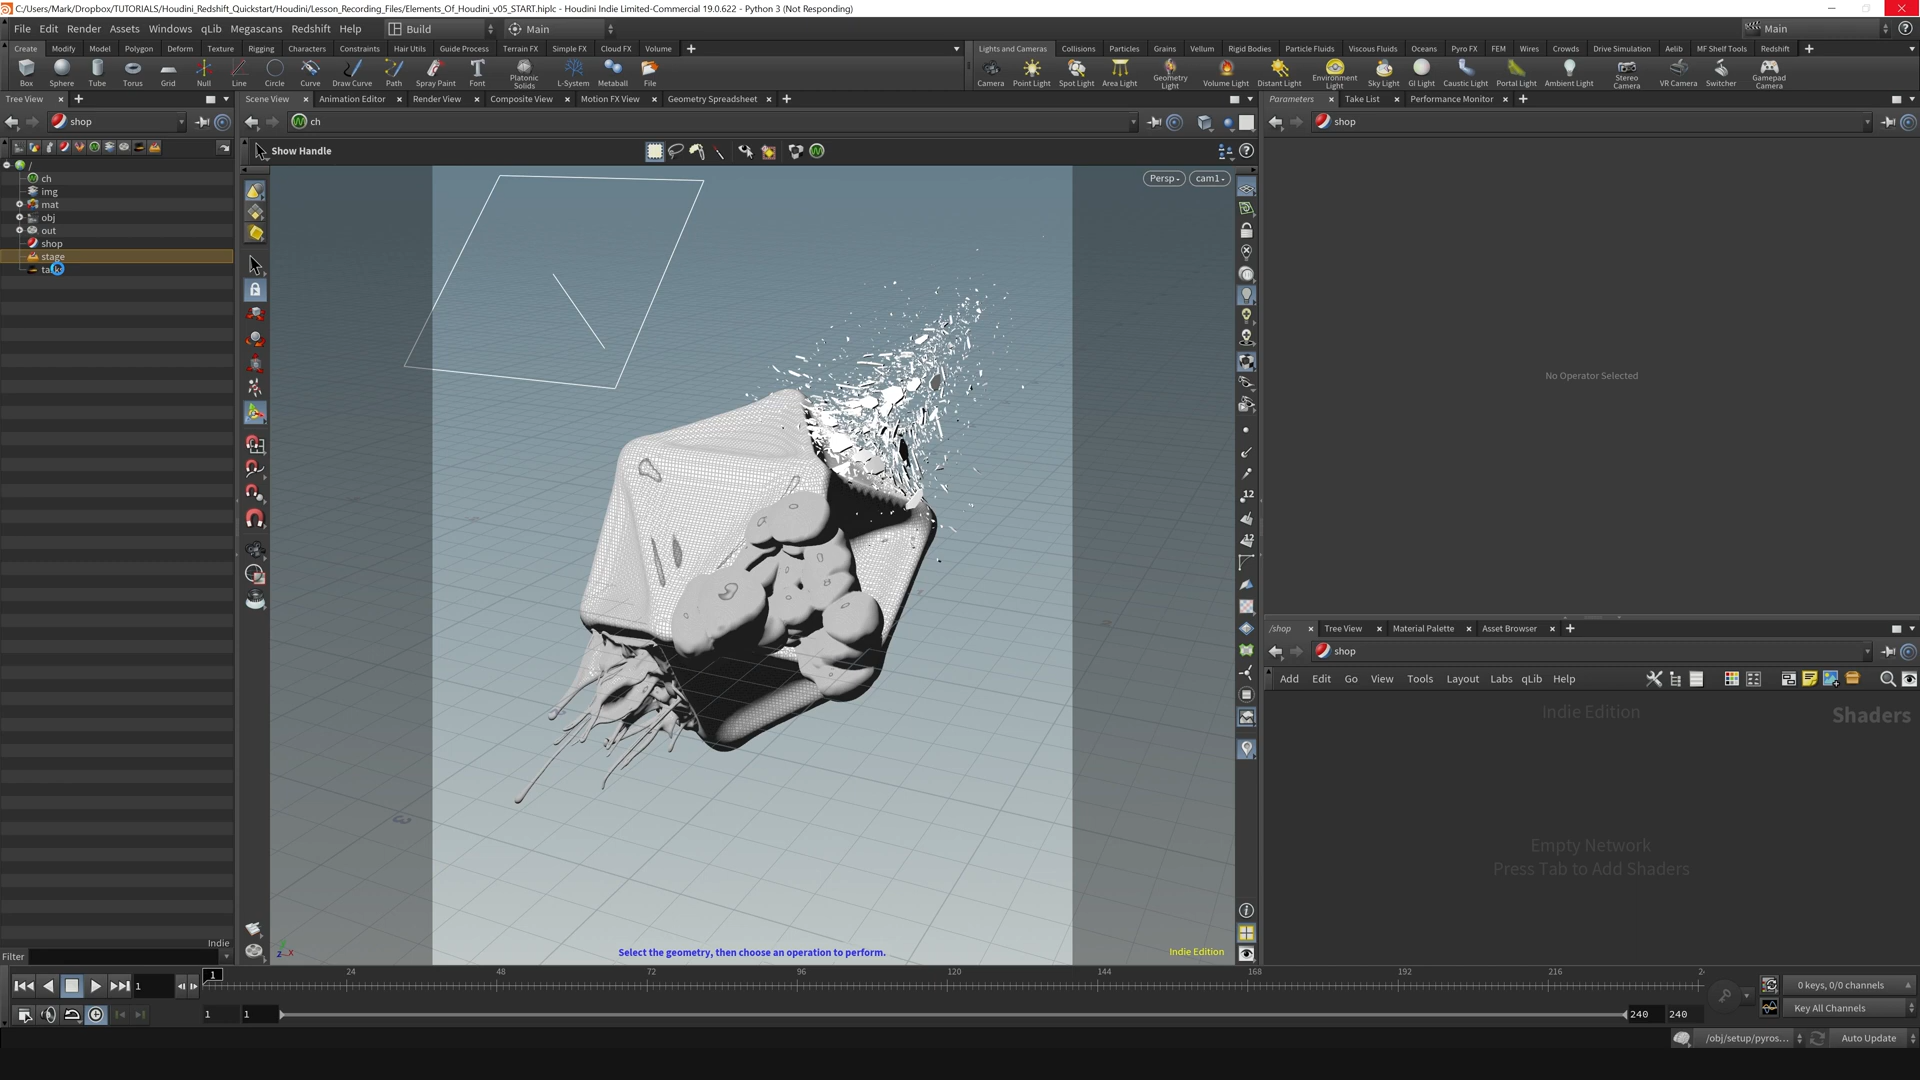 C:/Users/Mark/Dropbox/TUTORIALS/Houdini_Redshift_Quickstart/Houdini/Lesson_Recording_Files/Elements_Of_Houdini_v05_START.hiplc - Houdini Indie Limited-Commercial 19.0.622 - Python 3 (Not Responding)
File Edit Render Assets Windows qLib Megascans Redshift Help Build Main Main
Create Modify Model Polygon Deform Texture Rigging Characters Constraints Hair Utils Guide Process Terrain FX Simple FX Cloud FX Volume
Lights and Cameras Collisions Particles Grains Vellum Rigid Bodies Particle Fluids Viscous Fluids Oceans Pyro FX FEM Wires Crowds Drive Simulation Aelib MF Shelf Tools Redshift
Box Sphere Tube Torus Grid Null Line Circle Curve Draw Curve Path Spray Paint Font Platonic Solids L-System Metaball File
Camera Point Light Spot Light Area Light Geometry Light Volume Light Distant Light Environment Light Sky Light GI Light Caustic Light Portal Light Ambient Light Stereo Camera VR Camera Switcher Gamepad Camera
Tree View Scene View Animation Editor Render View Composite View Motion FX View Geometry Spreadsheet Parameters Take List Performance Monitor
shop ch shop
Show Handle
/
ch
img
mat
obj
out
shop
stage
Persp cam1
No Operator Selected
/shop Tree View Material Palette Asset Browser
shop
Add Edit Go View Tools Layout Labs qLib Help
Indie Edition Shaders
Empty Network
Press Tab to Add Shaders
12
12
3
Indie
Filter
z x
Select the geometry, then choose an operation to perform.
Indie Edition
1 24 48 72 96 120 144 168 192 216
1
0 keys, 0/0 channels
1 1 240 240
Key All Channels
/obj/setup/pyros... Auto Update